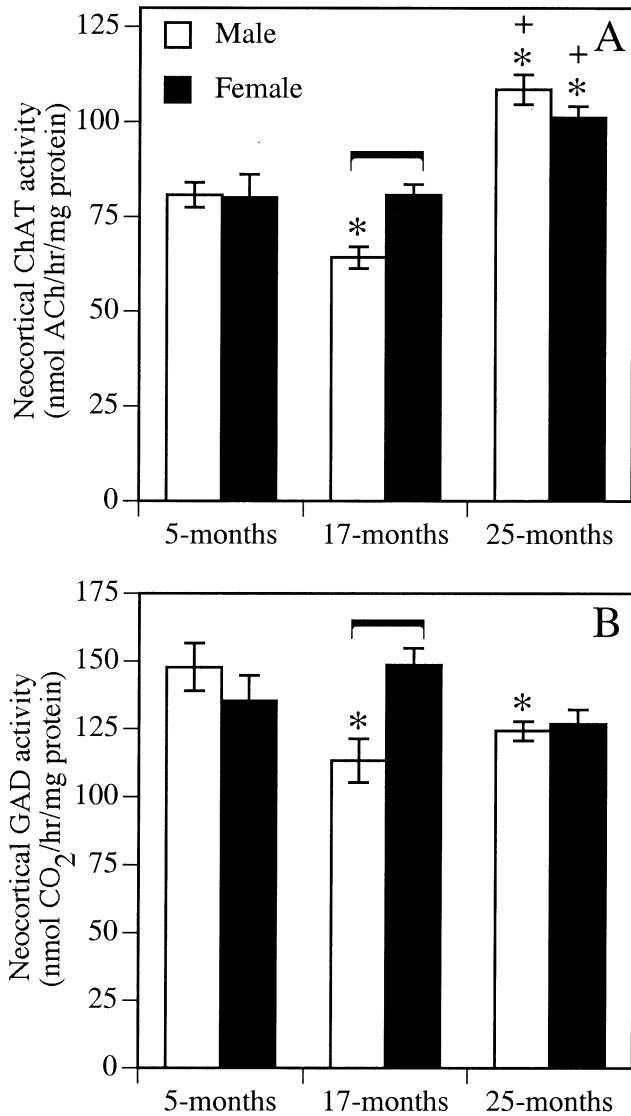 A
Male
Female
Neocortical ChAT activity
(nmol ACh/hr/mg protein)
125
100
75
50
25
0
+
*
+
*
*
5-months 17-months 25-months
B
Neocortical GAD activity
(nmol CO2/hr/mg protein)
175
150
125
100
75
50
25
0
*
*
5-months 17-months 25-months